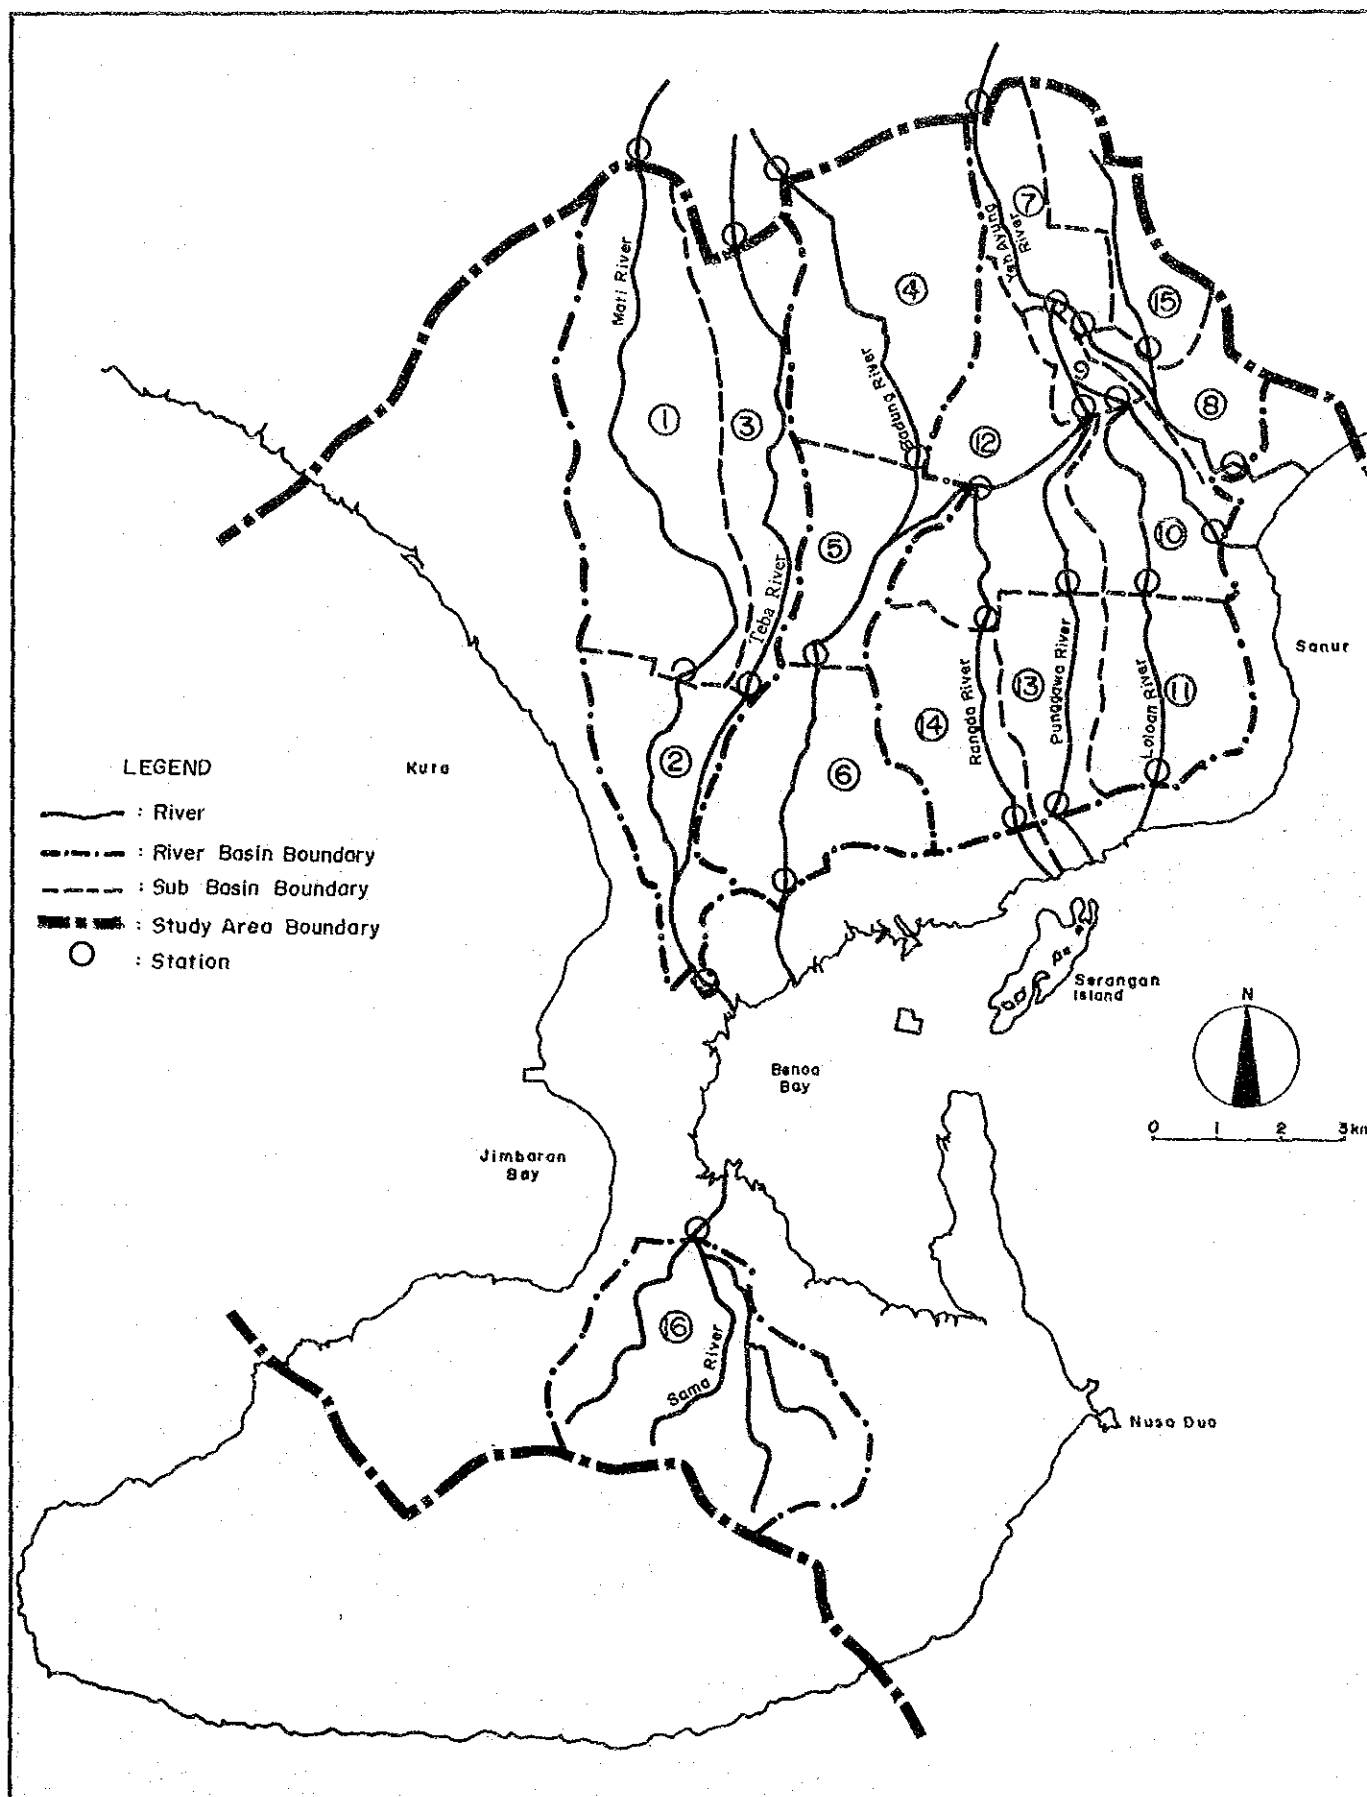 7
Yeh Ayung
River
Mati River
4
15
Badung River
9
1
3
8
12
5
10
Teba River
Sanur
Rangda River
13
Punggawa River
Loloan River
11
14
2
6
LEGEND
Kuta
: River
: River Basin Boundary
: Sub Basin Boundary
: Study Area Boundary
: Station
Serangan
Island
N
Benoa
Bay
0 1 2 3km
Jimbaran
Bay
16
Sama River
Nusa Dua